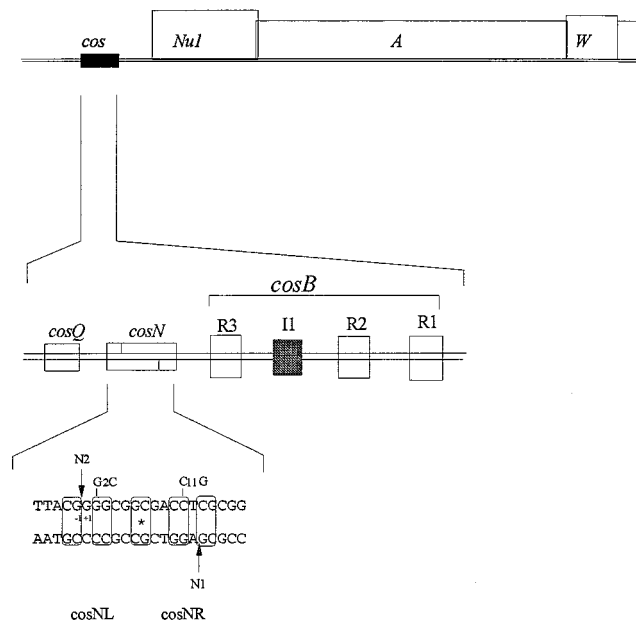 cos Nu1 A W
cosB
cosQ cosN R3 I1 R2 R1
N2
G2C C11G
TTACGGGGCGGCGACCTCGCGG
-1 +1 *
AATGCCCCGCCGCTGGAGCGCC
N1
cosNL cosNR